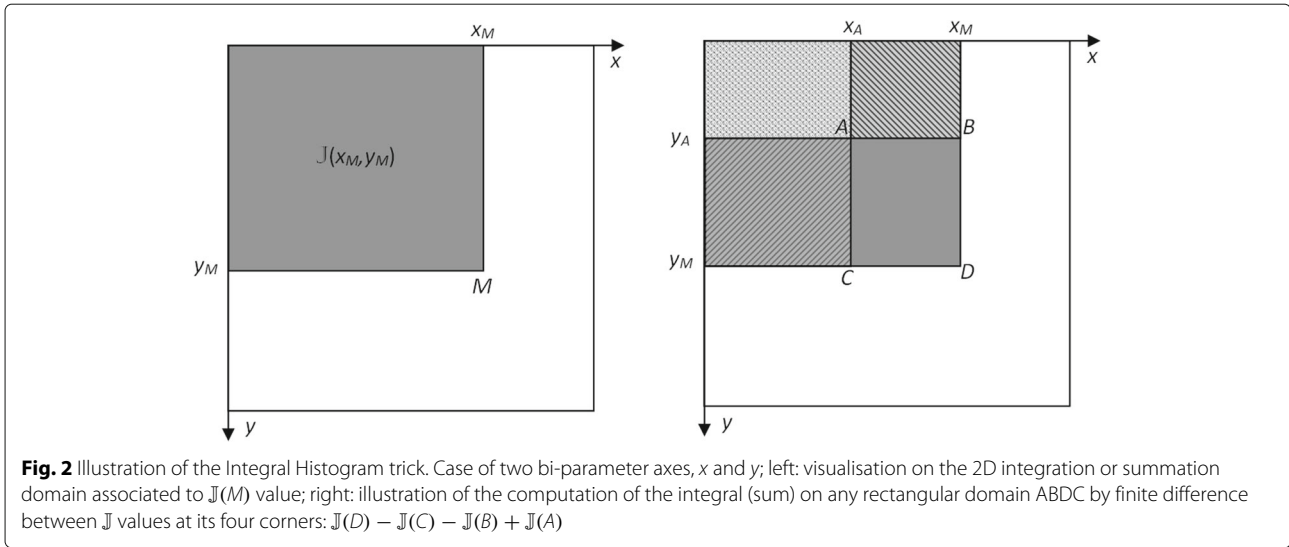 x_M
x
J(x_M,y_M)
y_M
M
y
x_A x_M
x
A B
y_A
y_M
C D
y
Fig. 2 Illustration of the Integral Histogram trick. Case of two bi-parameter axes, x and y; left: visualisation on the 2D integration or summation
domain associated to 𝕁(M) value; right: illustration of the computation of the integral (sum) on any rectangular domain ABDC by finite difference
between 𝕁 values at its four corners: 𝕁(D) − 𝕁(C) − 𝕁(B) + 𝕁(A)